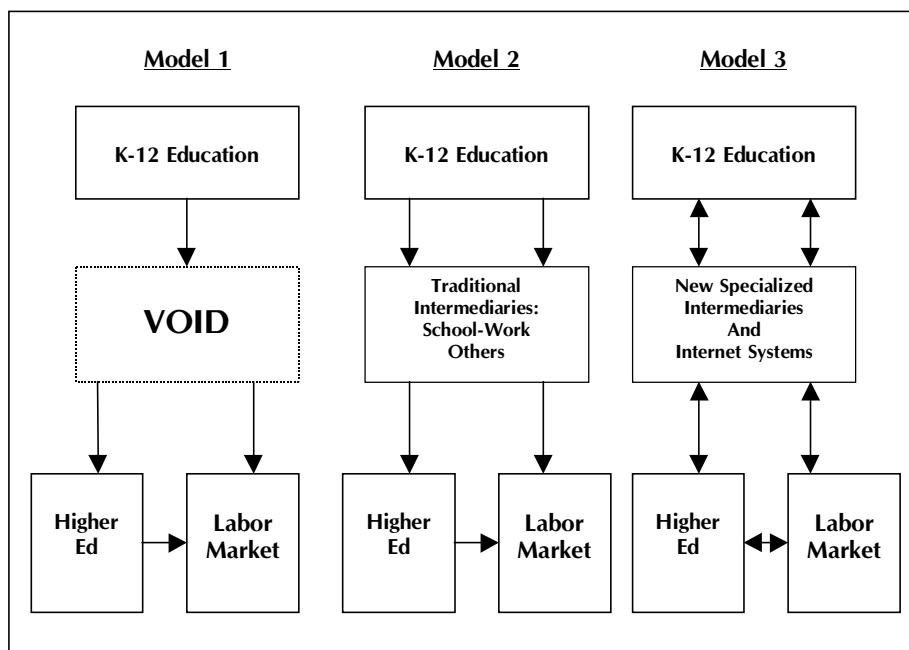 Model 1
Model 2
Model 3
K-12 Education
K-12 Education
K-12 Education
VOID
Traditional
Intermediaries:
School-Work
Others
New Specialized
Intermediaries
And
Internet Systems
Higher
Ed
Labor
Market
Higher
Ed
Labor
Market
Higher
Ed
Labor
Market